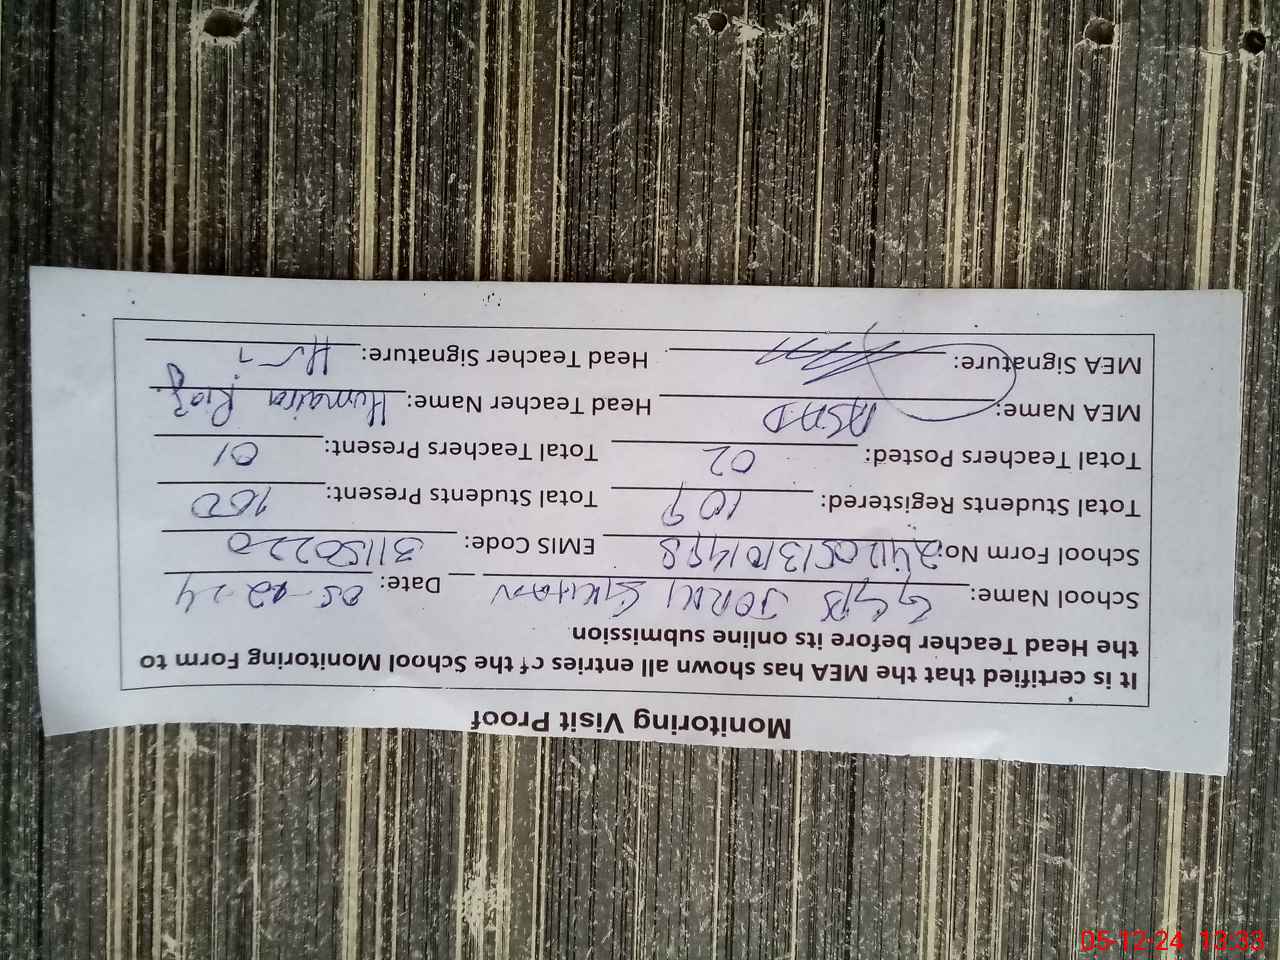 Monitoring Visit Proof
It is certified that the MEA has shown all entries of the School Monitoring Form to
the Head Teacher before its online submission
School Name: GGPS JORKI SIKHAN Date: 05-12-24
School Form No: 241205131014998 EMIS Code: 31150220
Total Students Registered: 109 Total Students Present: 100
Total Teachers Posted: 02 Total Teachers Present: 01
MEA Name: ASAD Head Teacher Name: Humaira Riaz
MEA Signature: Head Teacher Signature:
05-12-24 13:33